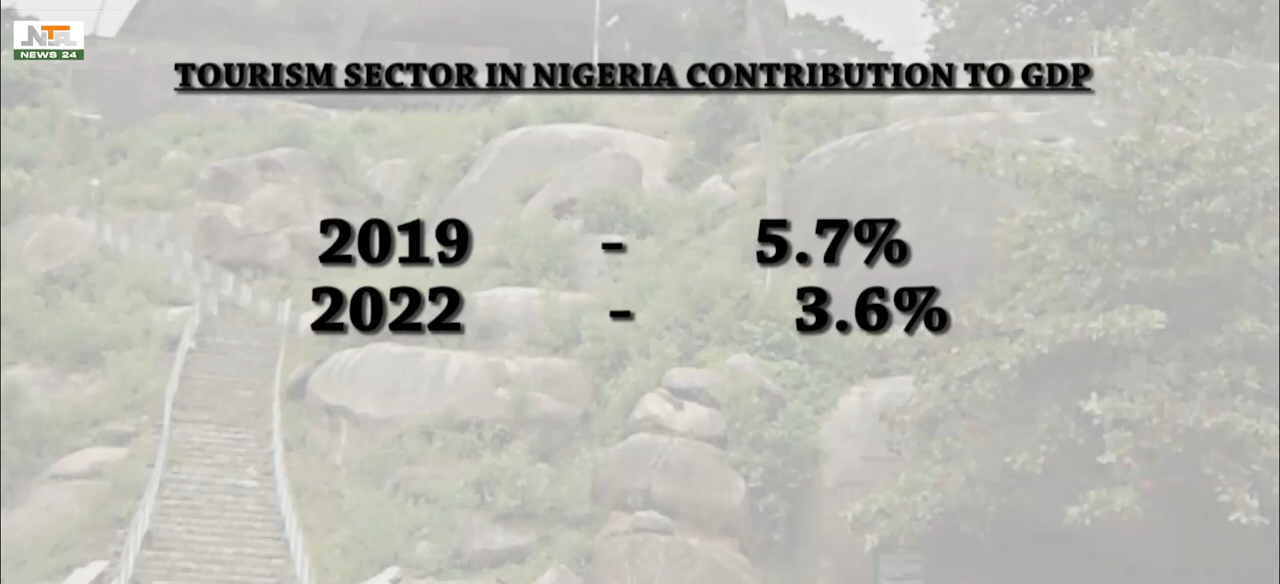 NTA
NEWS 24
TOURISM SECTOR IN NIGERIA CONTRIBUTION TO GDP
2019 - 5.7%
2022 - 3.6%